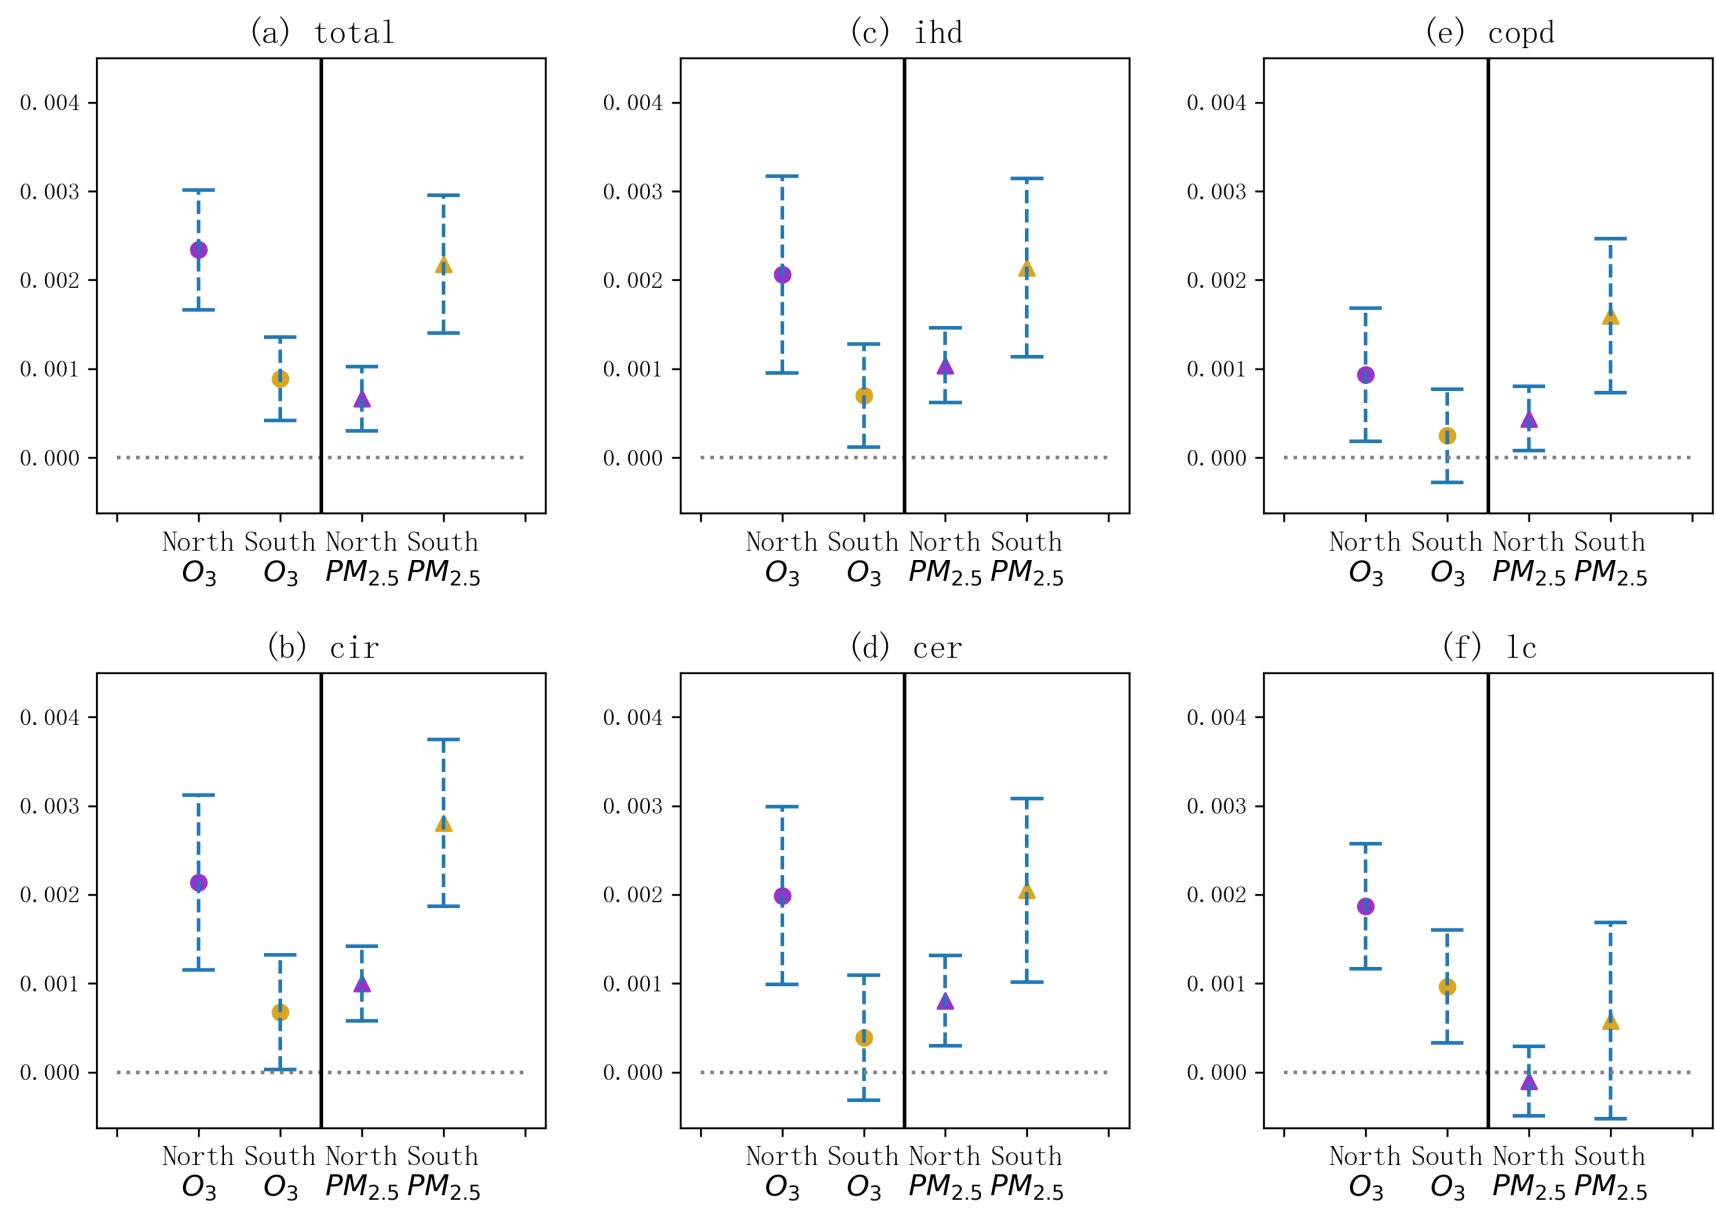 (a) total
0.004
0.003
0.002
0.001
0.000
North South North South
O3 O3 PM2.5 PM2.5
(c) ihd
0.004
0.003
0.002
0.001
0.000
North South North South
O3 O3 PM2.5 PM2.5
(e) copd
0.004
0.003
0.002
0.001
0.000
North South North South
O3 O3 PM2.5 PM2.5
(b) cir
0.004
0.003
0.002
0.001
0.000
North South North South
O3 O3 PM2.5 PM2.5
(d) cer
0.004
0.003
0.002
0.001
0.000
North South North South
O3 O3 PM2.5 PM2.5
(f) lc
0.004
0.003
0.002
0.001
0.000
North South North South
O3 O3 PM2.5 PM2.5